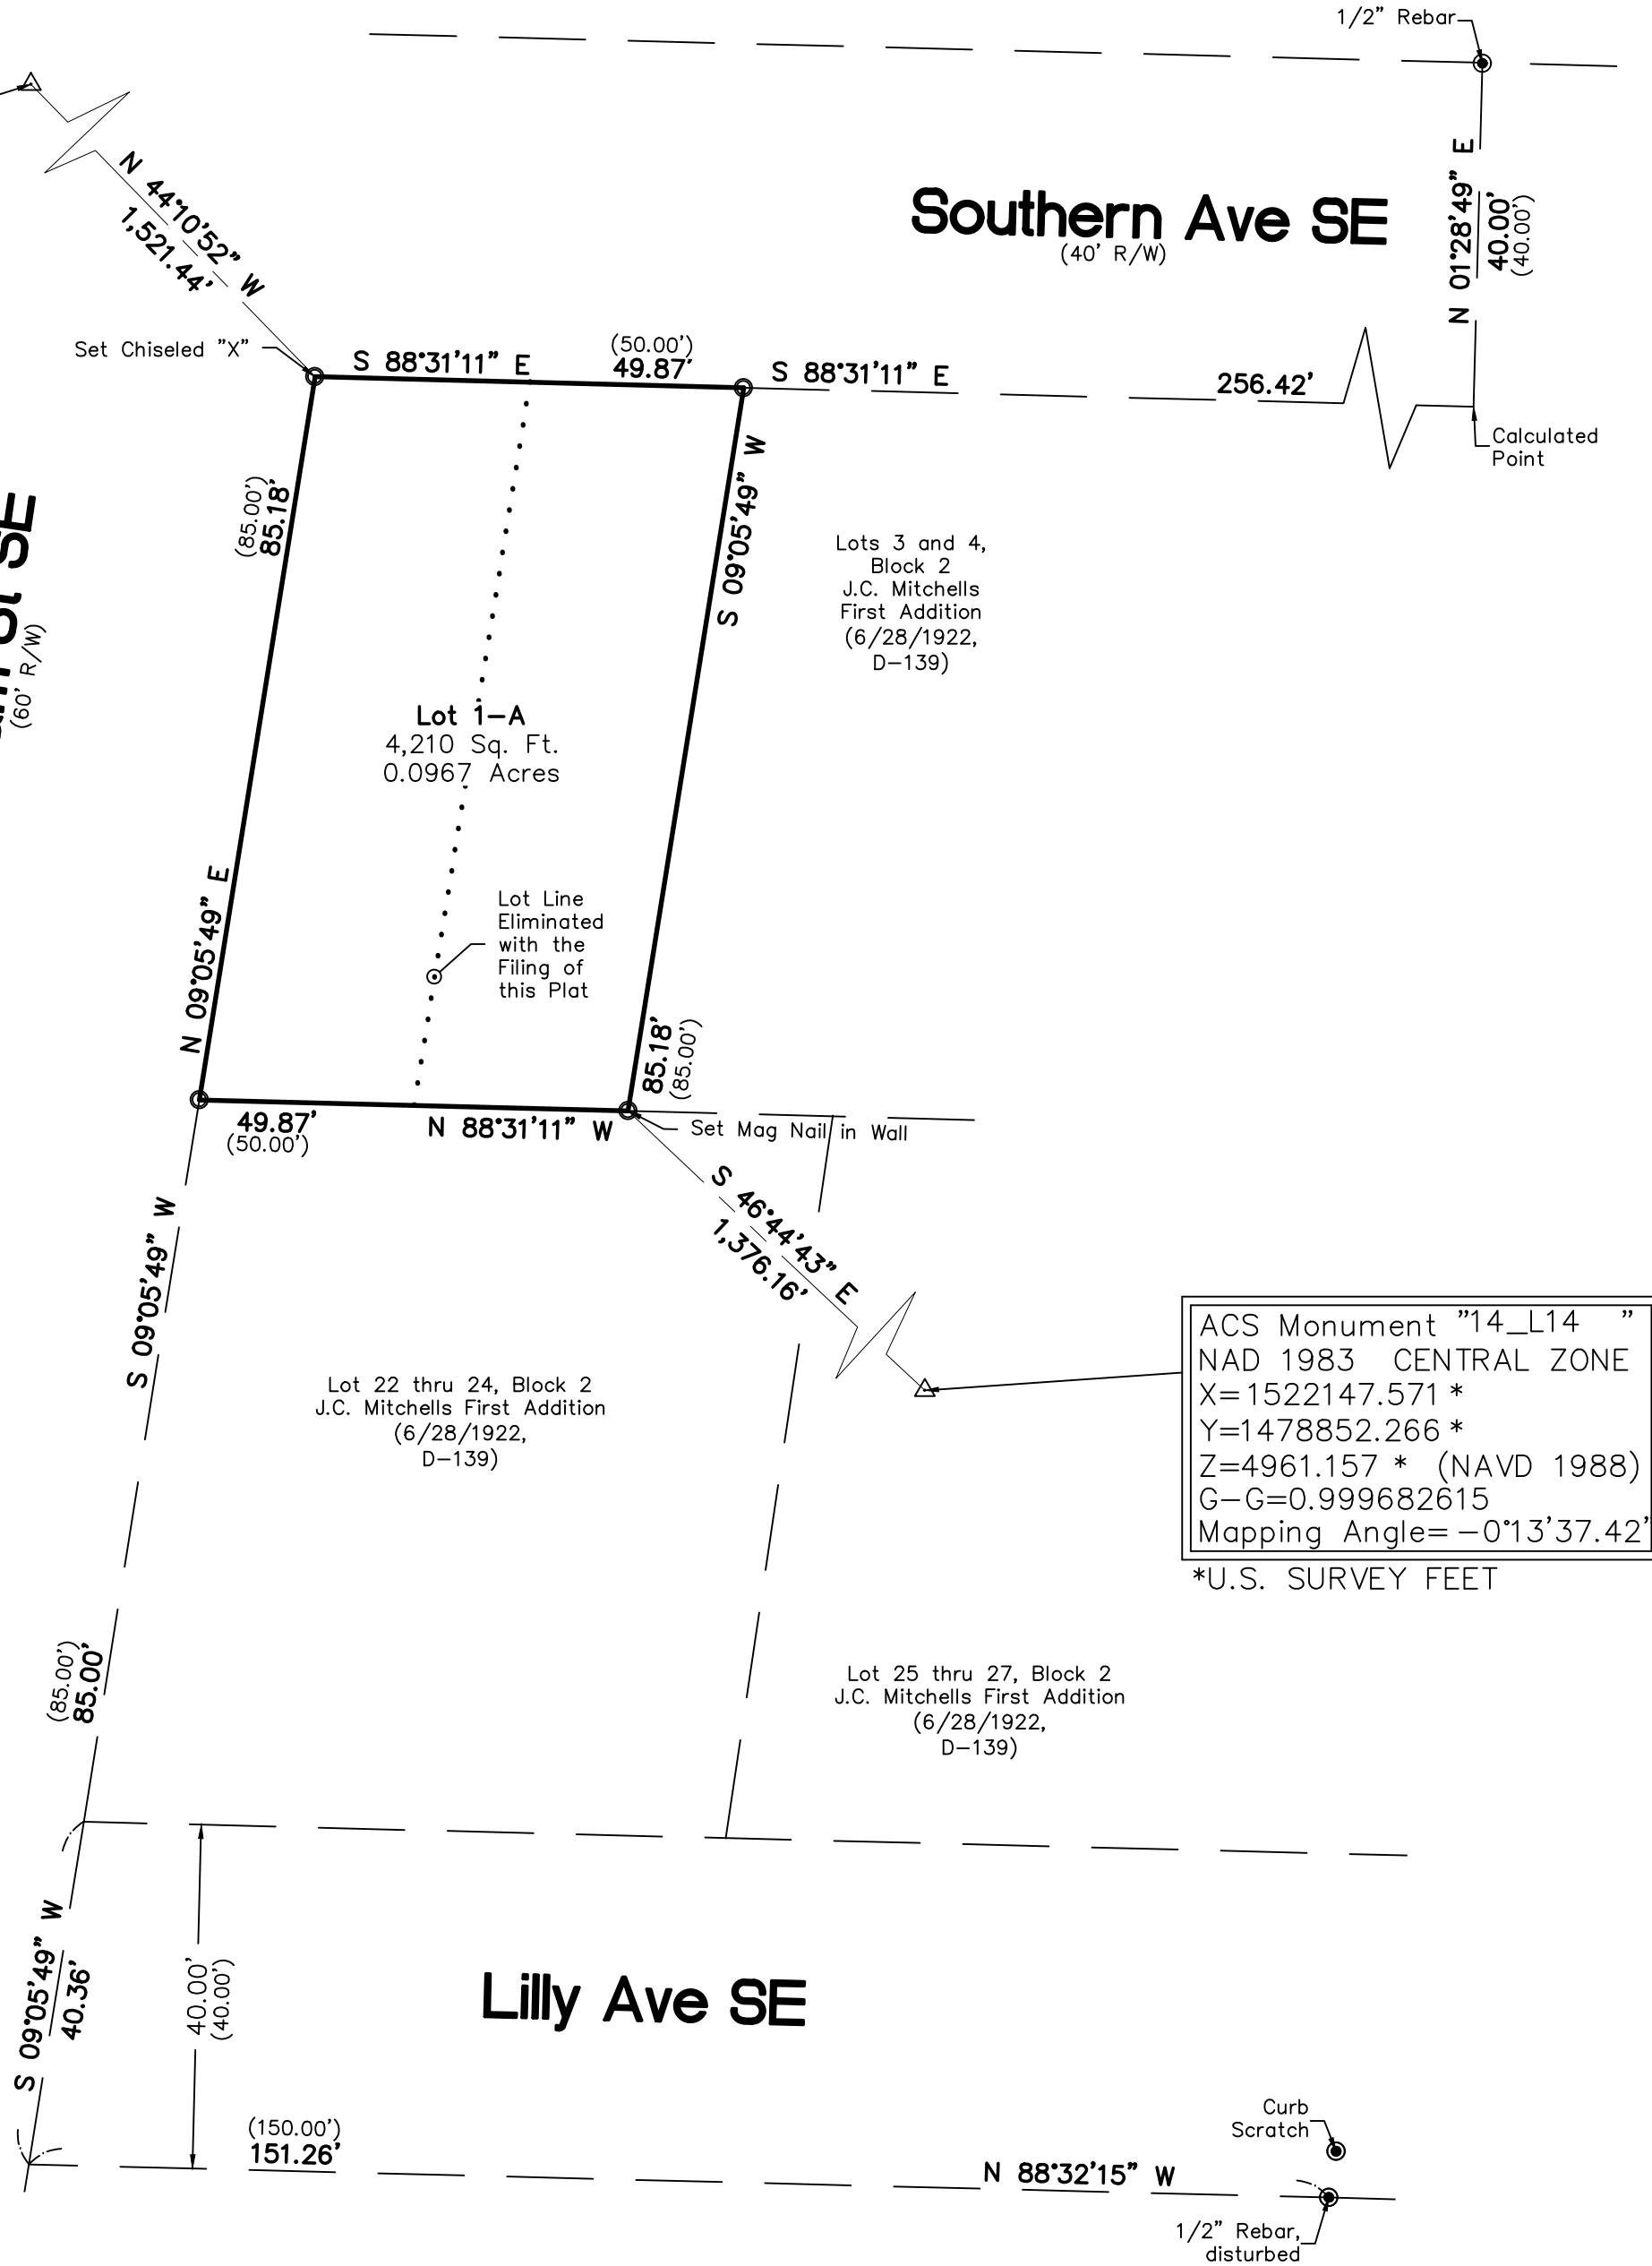 1/2" Rebar
N 44°10'52" W
1,521.44'
Southern Ave SE
(40' R/W)
N 01°28'49" E
40.00'
(40.00')
Set Chiseled "X"
S 88°31'11" E
(50.00')
49.87'
S 88°31'11" E
256.42'
Calculated
Point
(85.00')
85.18'
S 09°05'49" W
SE
(60' R/W)
Lots 3 and 4,
Block 2
J.C. Mitchells
First Addition
(6/28/1922,
D-139)
Lot 1-A
4,210 Sq. Ft.
0.0967 Acres
N 09°05'49" E
Lot Line
Eliminated
with the
Filing of
this Plat
85.18'
(85.00')
49.87'
(50.00')
N 88°31'11" W
Set Mag Nail in Wall
S 46°44'43" E
1,376.16'
S 09°05'49" W
ACS Monument "14_L14 "
NAD 1983 CENTRAL ZONE
X=1522147.571 *
Y=1478852.266 *
Z=4961.157 * (NAVD 1988)
G-G=0.999682615
Mapping Angle= -0°13'37.42"
*U.S. SURVEY FEET
Lot 22 thru 24, Block 2
J.C. Mitchells First Addition
(6/28/1922,
D-139)
(85.00')
85.00'
Lot 25 thru 27, Block 2
J.C. Mitchells First Addition
(6/28/1922,
D-139)
S 09°05'49" W
40.36'
40.00'
(40.00')
Lilly Ave SE
(150.00')
151.26'
N 88°32'15" W
Curb
Scratch
1/2" Rebar,
disturbed